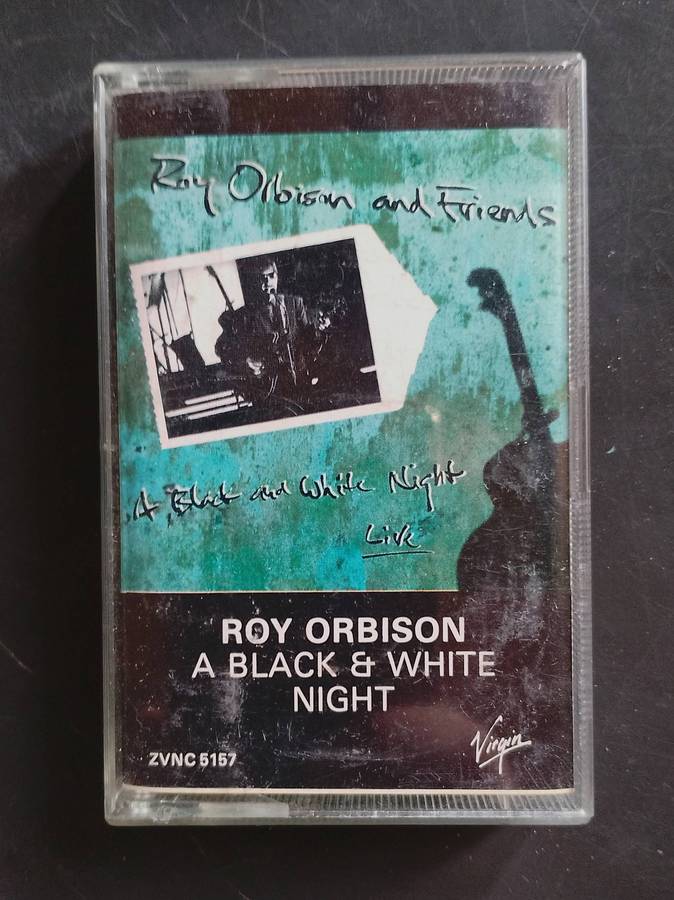 Roy Orbison and Friends
A Black and White Night
Live
ROY ORBISON
A BLACK & WHITE
NIGHT
Virgin
ZVNC 5157